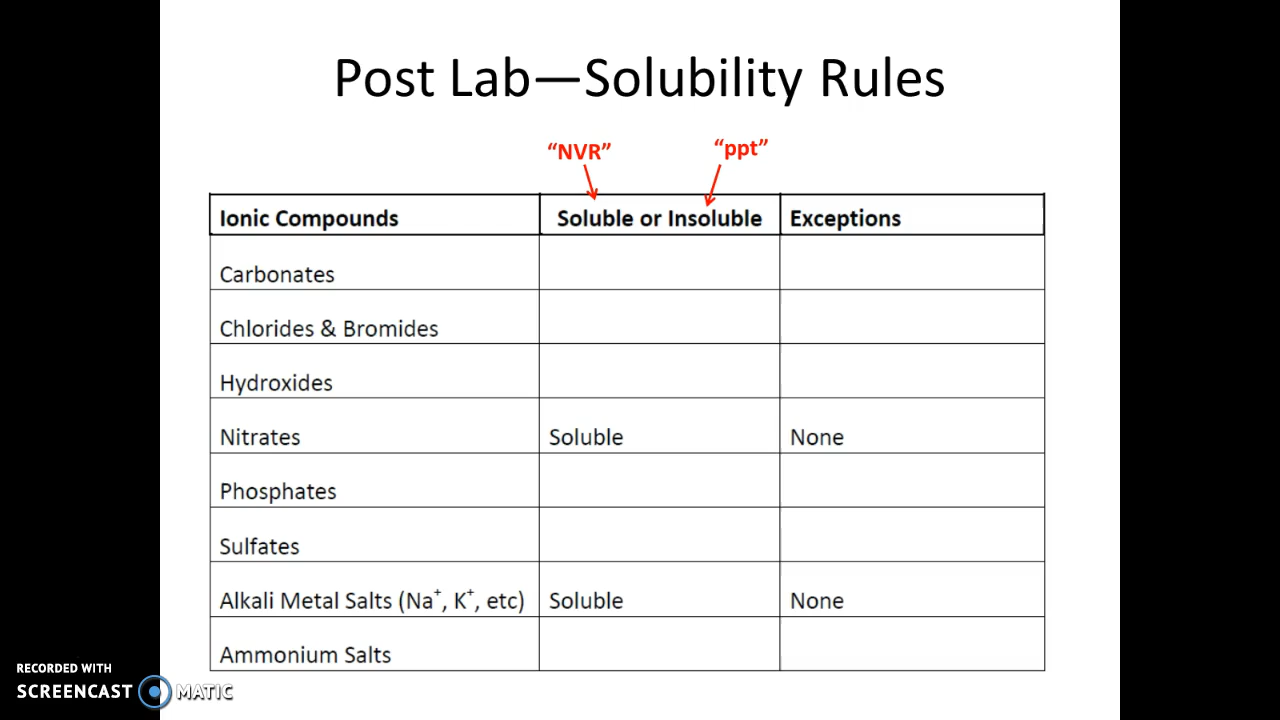 Post Lab—Solubility Rules
“NVR” “ppt”
Ionic Compounds Soluble or Insoluble Exceptions
Carbonates
Chlorides & Bromides
Hydroxides
Nitrates Soluble None
Phosphates
Sulfates
Alkali Metal Salts (Na⁺, K⁺, etc) Soluble None
Ammonium Salts
RECORDED WITH
SCREENCAST MATIC